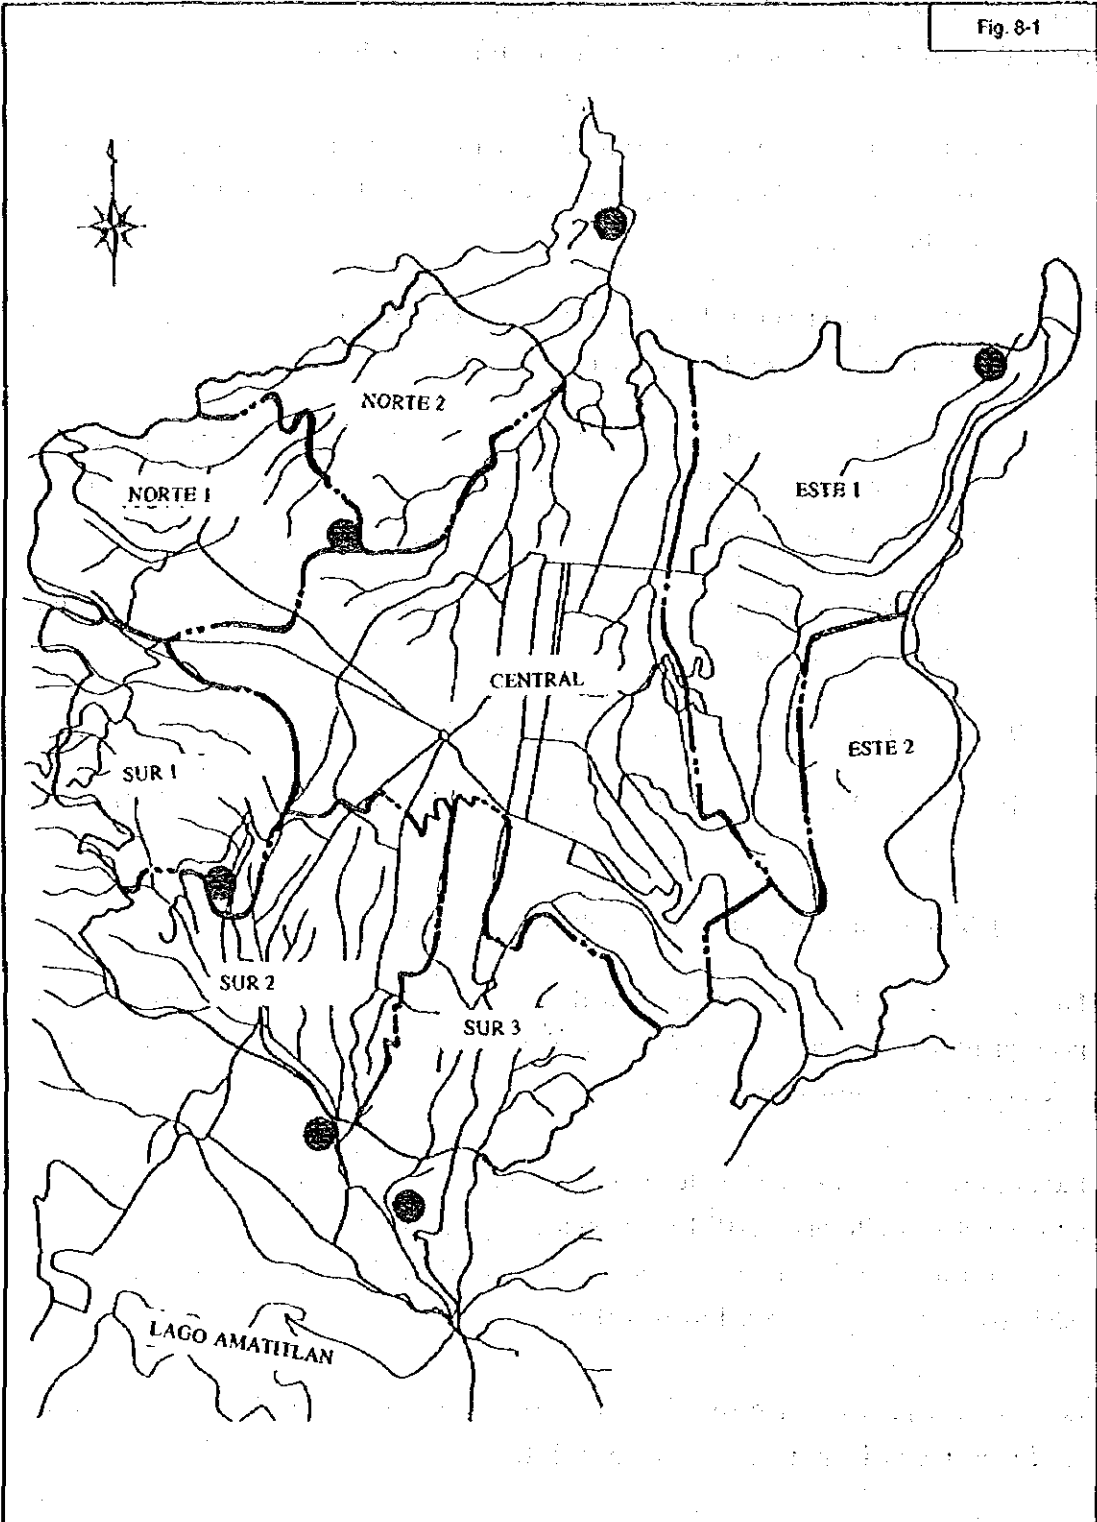 Fig. 8-1
NORTE 2
NORTE 1
ESTE 1
CENTRAL
ESTE 2
SUR 1
SUR 2
SUR 3
LAGO AMATITLAN